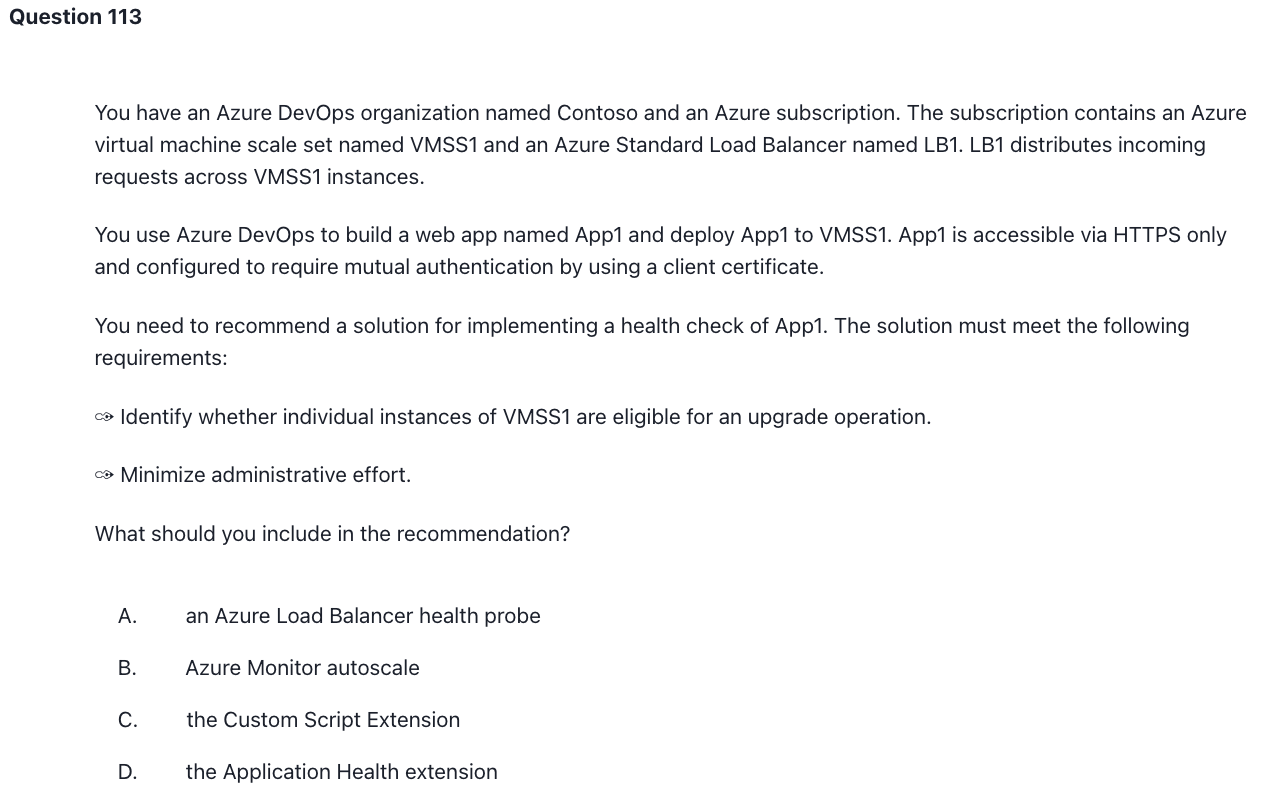 Question 113
You have an Azure DevOps organization named Contoso and an Azure subscription. The subscription contains an Azure
virtual machine scale set named VMSS1 and an Azure Standard Load Balancer named LB1. LB1 distributes incoming
requests across VMSS1 instances.
You use Azure DevOps to build a web app named App1 and deploy App1 to VMSS1. App1 is accessible via HTTPS only
and configured to require mutual authentication by using a client certificate.
You need to recommend a solution for implementing a health check of App1. The solution must meet the following
requirements:
✑ Identify whether individual instances of VMSS1 are eligible for an upgrade operation.
✑ Minimize administrative effort.
What should you include in the recommendation?
A. an Azure Load Balancer health probe
B. Azure Monitor autoscale
C. the Custom Script Extension
D. the Application Health extension